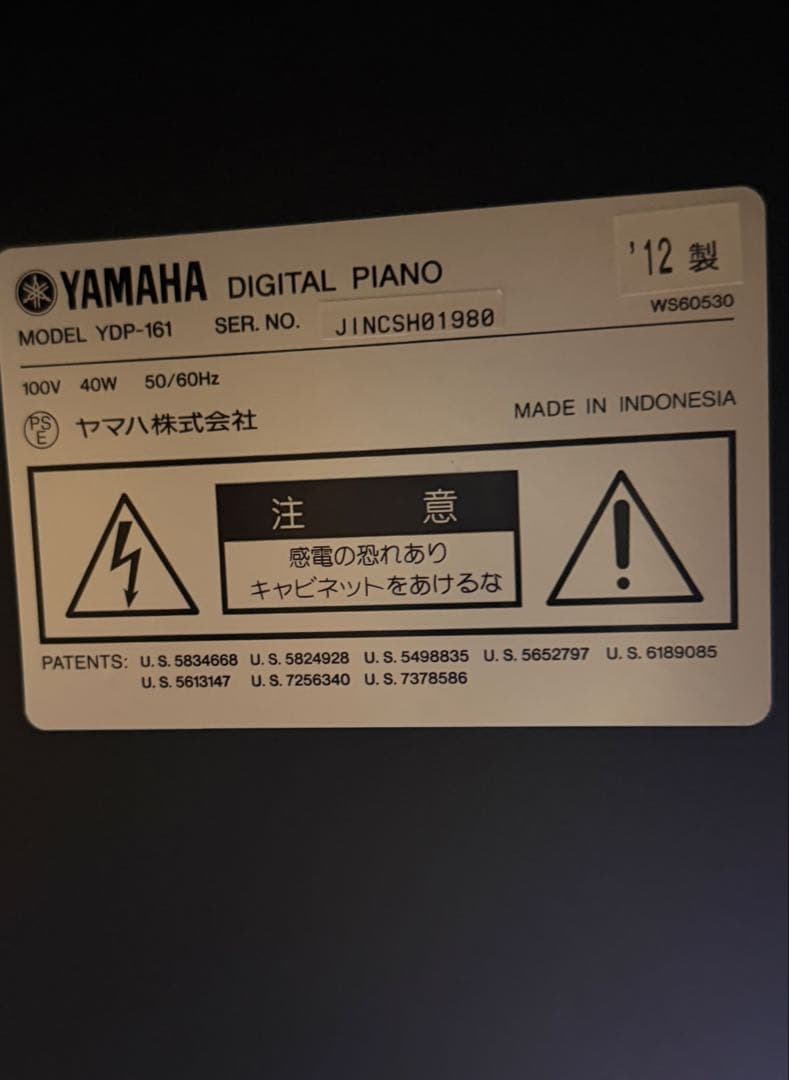 YAMAHA DIGITAL PIANO
'12 製
MODEL YDP-161 SER. NO. JINCSH01980
WS60530
100V 40W 50/60Hz
PSE ヤマハ株式会社
MADE IN INDONESIA
注意
感電の恐れあり
キャビネットをあけるな
PATENTS: U.S. 5834668 U.S. 5824928 U.S. 5498835 U.S. 5652797 U.S. 6189085
U.S. 5613147 U.S. 7256340 U.S. 7378586